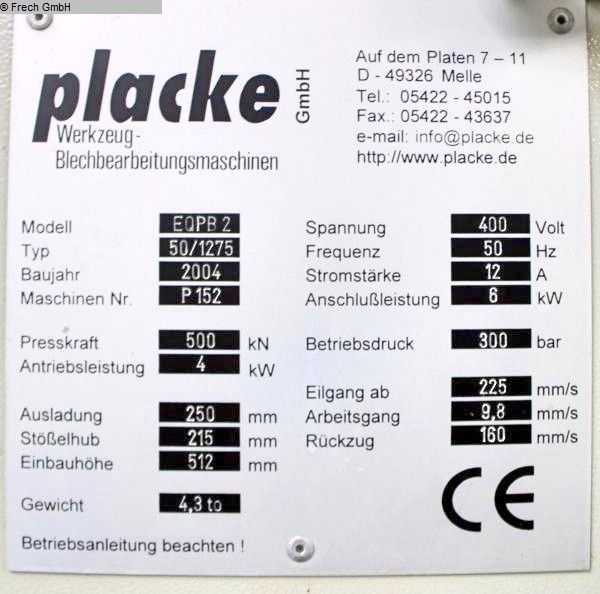 © Frech GmbH
placke GmbH
Werkzeug-
Blechbearbeitungsmaschinen
Auf dem Platen 7 – 11
D - 49326 Melle
Tel.: 05422 - 45015
Fax.: 05422 - 43637
e-mail: info@placke.de
http://www.placke.de
Modell EQPB 2
Typ 50/1275
Baujahr 2004
Maschinen Nr. P 152
Presskraft 500 kN
Antriebsleistung 4 kW
Ausladung 250 mm
Stößelhub 215 mm
Einbauhöhe 512 mm
Gewicht 4,3 to
Betriebsanleitung beachten !
Spannung 400 Volt
Frequenz 50 Hz
Stromstärke 12 A
Anschlußleistung 6 kW
Betriebsdruck 300 bar
Eilgang ab 225 mm/s
Arbeitsgang 9,8 mm/s
Rückzug 160 mm/s
CE